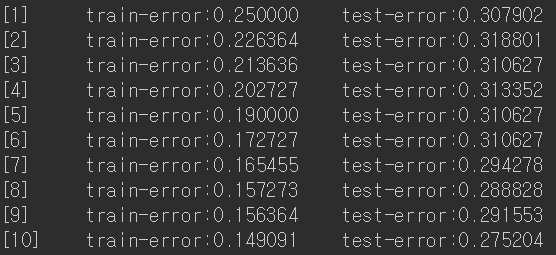 [1] train-error:0.250000 test-error:0.307902
[2] train-error:0.226364 test-error:0.318801
[3] train-error:0.213636 test-error:0.310627
[4] train-error:0.202727 test-error:0.313352
[5] train-error:0.190000 test-error:0.310627
[6] train-error:0.172727 test-error:0.310627
[7] train-error:0.165455 test-error:0.294278
[8] train-error:0.157273 test-error:0.288828
[9] train-error:0.156364 test-error:0.291553
[10] train-error:0.149091 test-error:0.275204